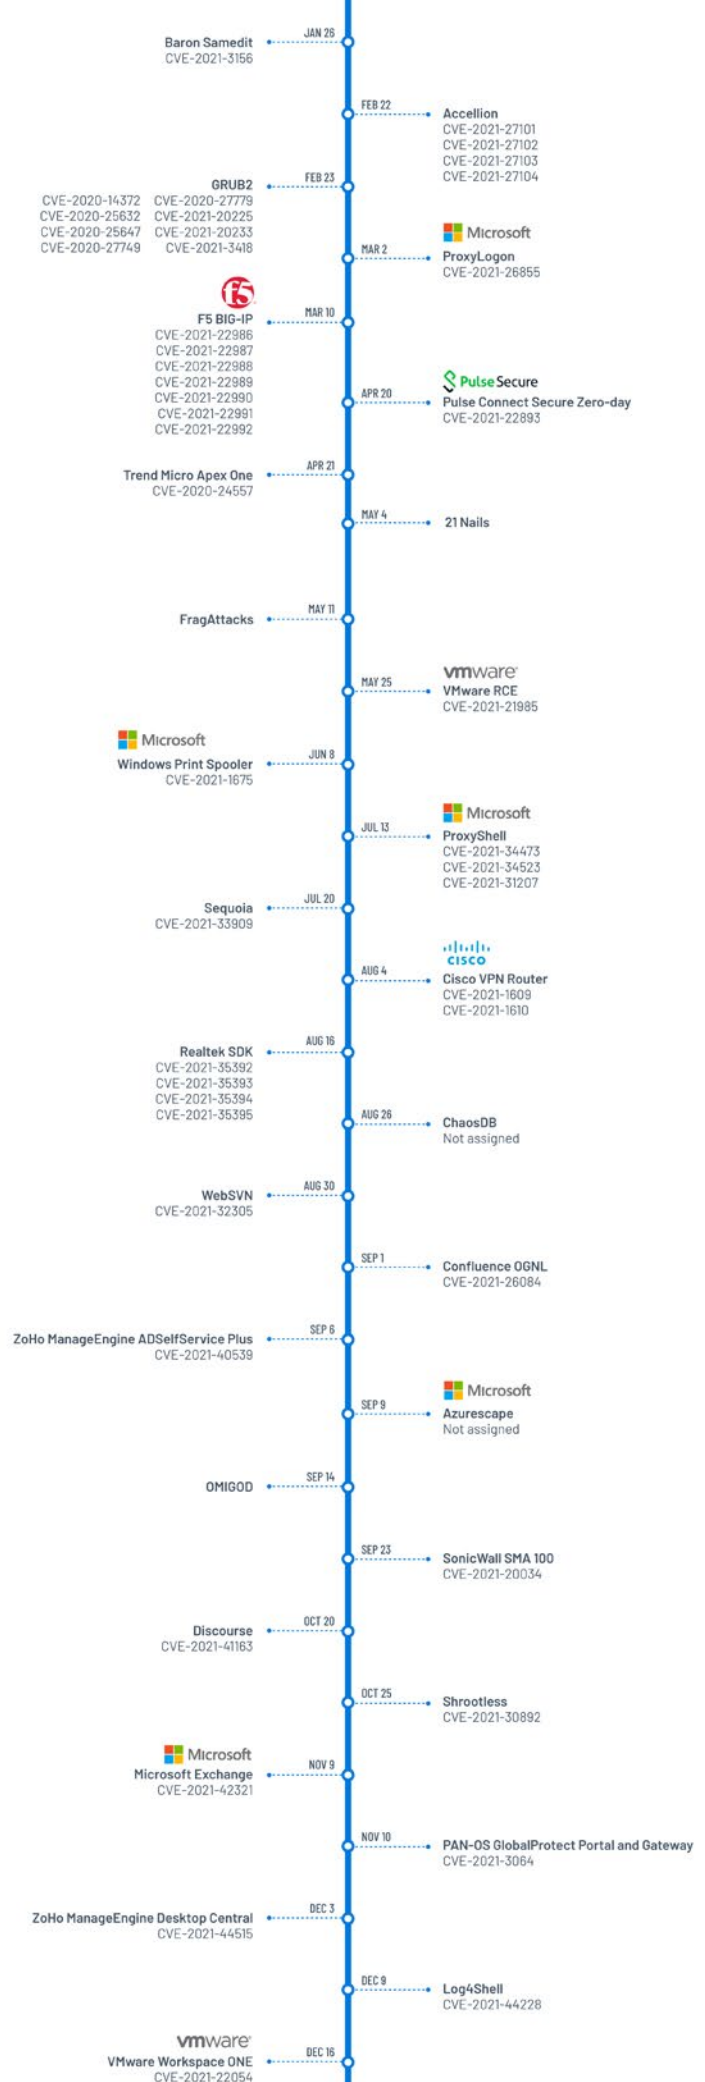 JAN 26
Baron Samedit
CVE-2021-3156
FEB 22
Accellion
CVE-2021-27101
CVE-2021-27102
CVE-2021-27103
CVE-2021-27104
FEB 23
GRUB2
CVE-2020-14372 CVE-2020-27779
CVE-2020-25632 CVE-2021-20225
CVE-2020-25647 CVE-2021-20233
CVE-2020-27749 CVE-2021-3418
Microsoft
MAR 2
ProxyLogon
CVE-2021-26855
f5
MAR 10
F5 BIG-IP
CVE-2021-22986
CVE-2021-22987
CVE-2021-22988
CVE-2021-22989
CVE-2021-22990
CVE-2021-22991
CVE-2021-22992
Pulse Secure
APR 20
Pulse Connect Secure Zero-day
CVE-2021-22893
APR 21
Trend Micro Apex One
CVE-2020-24557
MAY 4
21 Nails
MAY 11
FragAttacks
vmware
MAY 25
VMware RCE
CVE-2021-21985
Microsoft
JUN 8
Windows Print Spooler
CVE-2021-1675
Microsoft
JUL 13
ProxyShell
CVE-2021-34473
CVE-2021-34523
CVE-2021-31207
JUL 20
Sequoia
CVE-2021-33909
CISCO
AUG 4
Cisco VPN Router
CVE-2021-1609
CVE-2021-1610
AUG 16
Realtek SDK
CVE-2021-35392
CVE-2021-35393
CVE-2021-35394
CVE-2021-35395
AUG 26
ChaosDB
Not assigned
AUG 30
WebSVN
CVE-2021-32305
SEP 1
Confluence OGNL
CVE-2021-26084
SEP 6
ZoHo ManageEngine ADSelfService Plus
CVE-2021-40539
Microsoft
SEP 9
Azurescape
Not assigned
SEP 14
OMIGOD
SEP 23
SonicWall SMA 100
CVE-2021-20034
OCT 20
Discourse
CVE-2021-41163
OCT 25
Shrootless
CVE-2021-30892
Microsoft
NOV 9
Microsoft Exchange
CVE-2021-42321
NOV 10
PAN-OS GlobalProtect Portal and Gateway
CVE-2021-3064
DEC 3
ZoHo ManageEngine Desktop Central
CVE-2021-44515
DEC 9
Log4Shell
CVE-2021-44228
vmware
DEC 16
VMware Workspace ONE
CVE-2021-22054